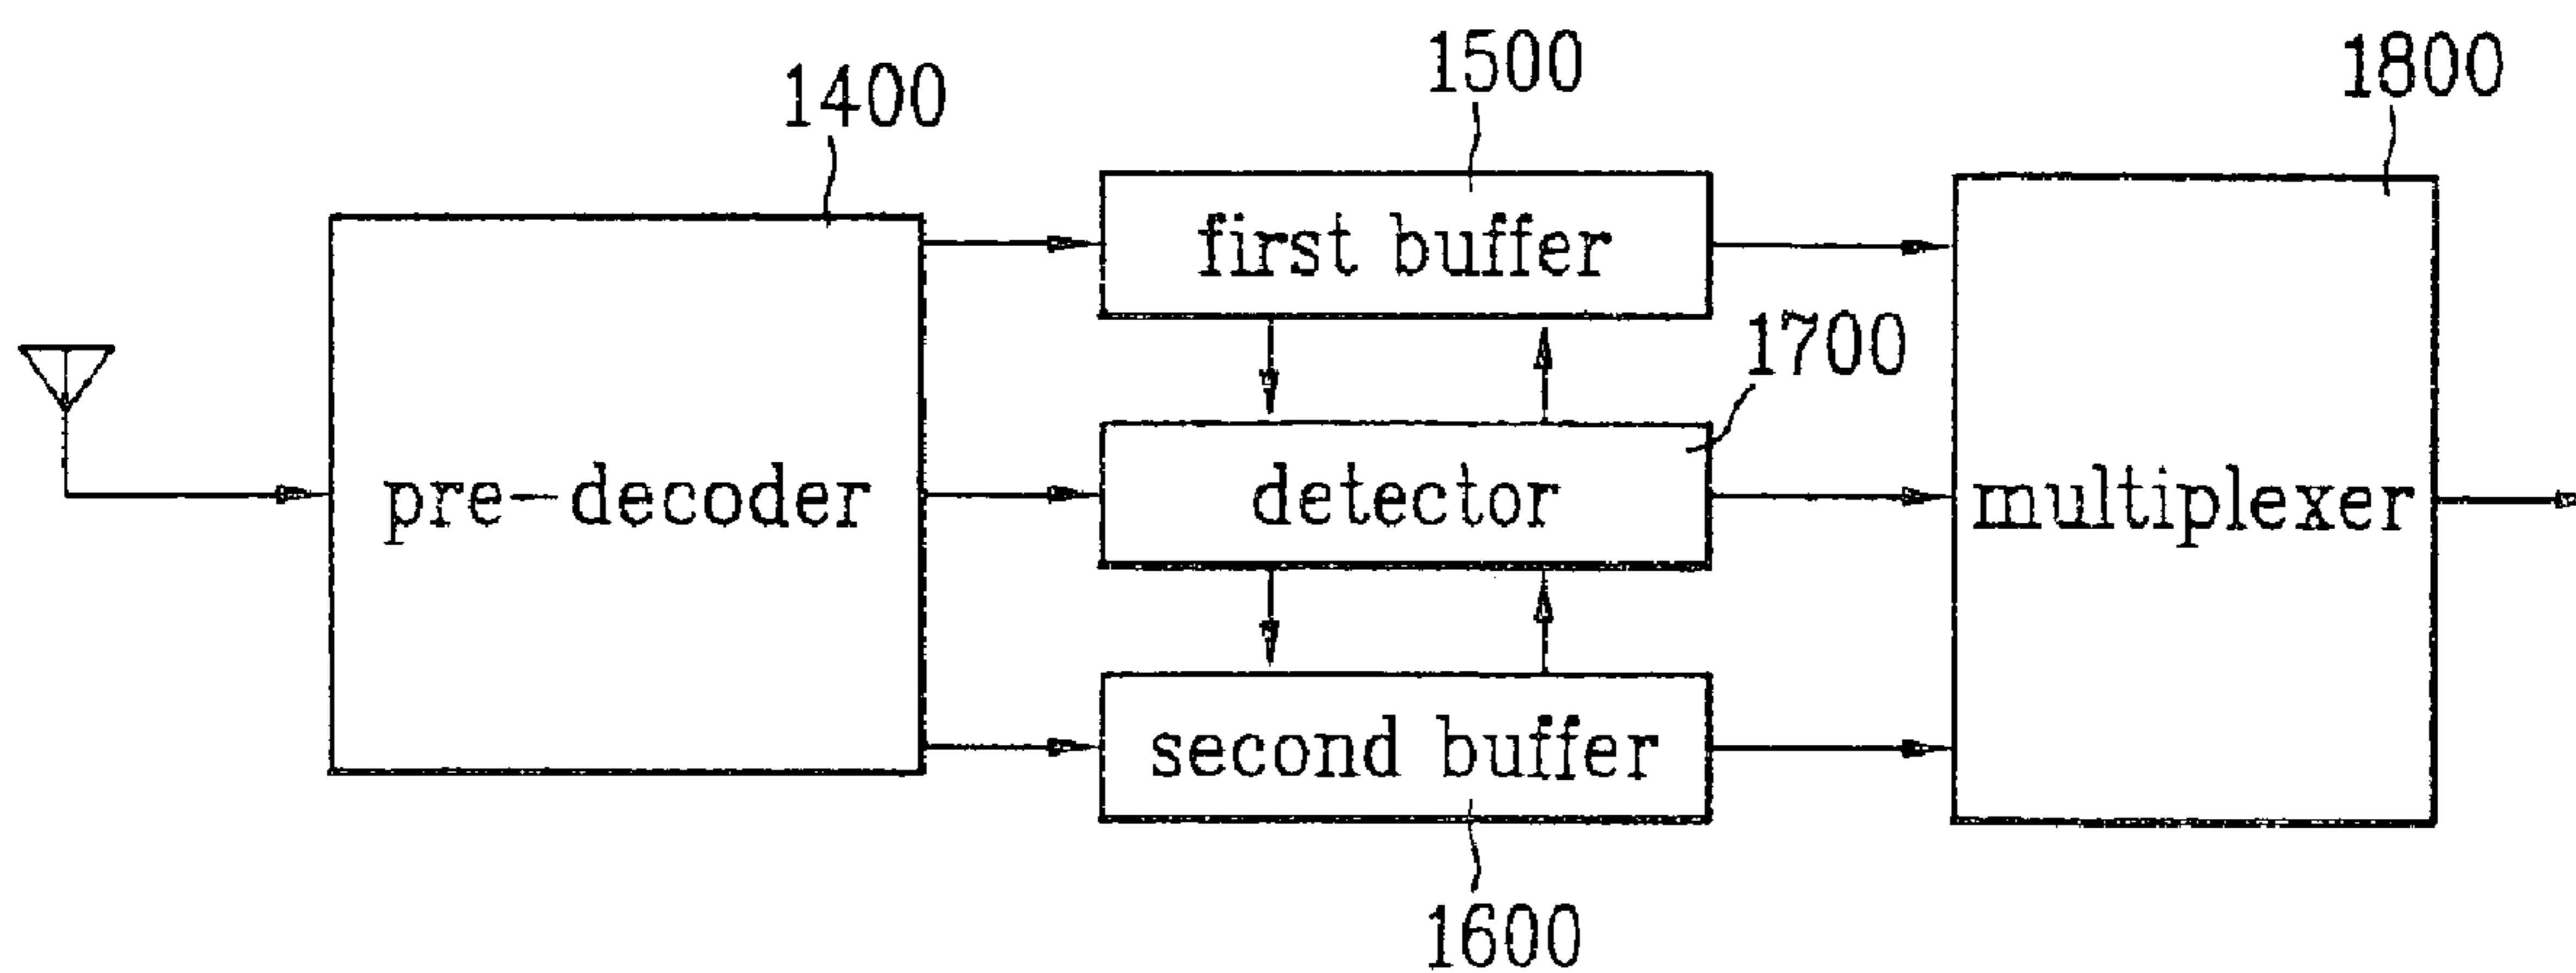 1400
1500
1800
first buffer
1700
pre-decoder
detector
multiplexer
second buffer
1600